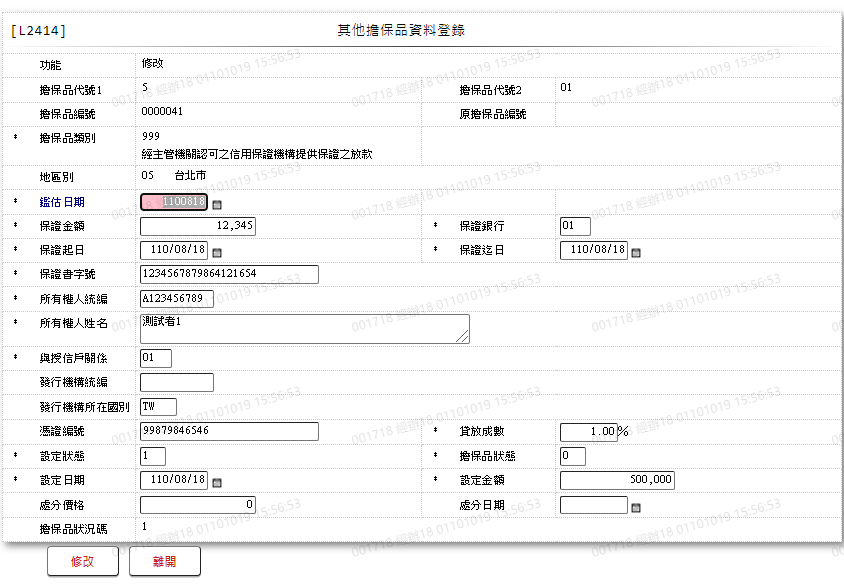 [L2414]
其他擔保品資料登錄
功能 修改
擔保品代號1 5 擔保品代號2 01
擔保品編號 0000041 原擔保品編號
* 擔保品類別 999
經主管機關認可之信用保證機構提供保證之放款
地區別 05 台北市
* 鑑估日期 1100818
* 保證金額 12,345 * 保證銀行 01
* 保證起日 110/08/18 * 保證迄日 110/08/18
* 保證書字號 1234567879864121654
* 所有權人統編 A123456789
* 所有權人姓名 測試者1
* 與授信戶關係 01
發行機構統編
發行機構所在國別 TW
憑證編號 99879846546 * 貸放成數 1.00 %
* 設定狀態 1 * 擔保品狀態 0
* 設定日期 110/08/18 * 設定金額 500,000
處分價格 0 處分日期
擔保品狀況碼 1
修改 離開
001718 經辦18 01101019 15:56:53